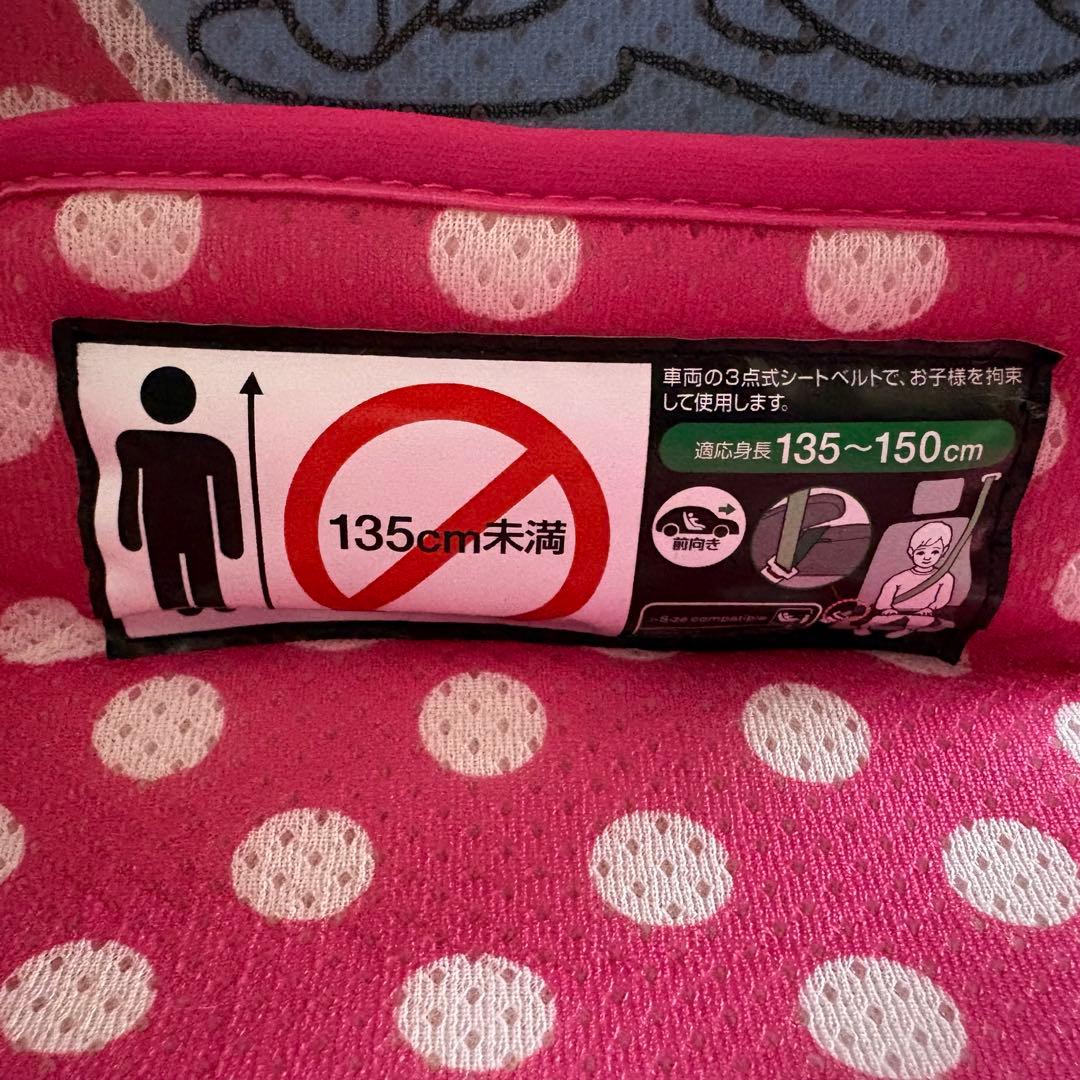 135cm未満
車両の3点式シートベルトで、お子様を拘束
して使用します。
適応身長 135〜150cm
前向き
i-Size compatible